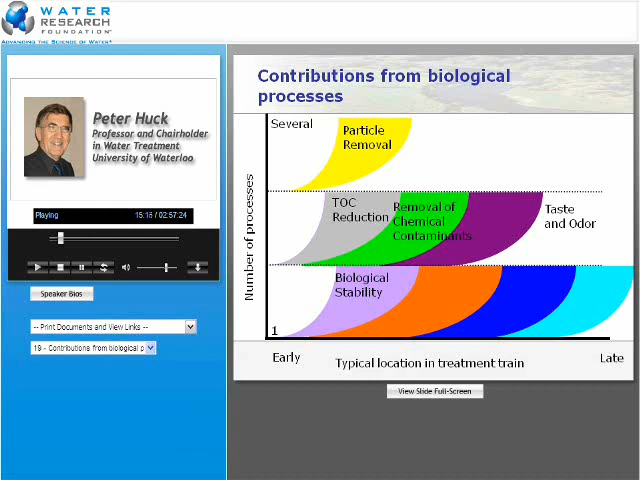 WATER
RESEARCH
FOUNDATION
ADVANCING THE SCIENCE OF WATER
Peter Huck
Professor and Chairholder
in Water Treatment
University of Waterloo
Playing 15:16 / 02:57:24
Speaker Bios
-- Print Documents and View Links --
19 - Contributions from biological p
Contributions from biological
processes
Several
Particle
Removal
TOC
Reduction
Removal of
Chemical
Contaminants
Taste
and Odor
Number of processes
Biological
Stability
1
Early
Typical location in treatment train
Late
View Slide Full-Screen